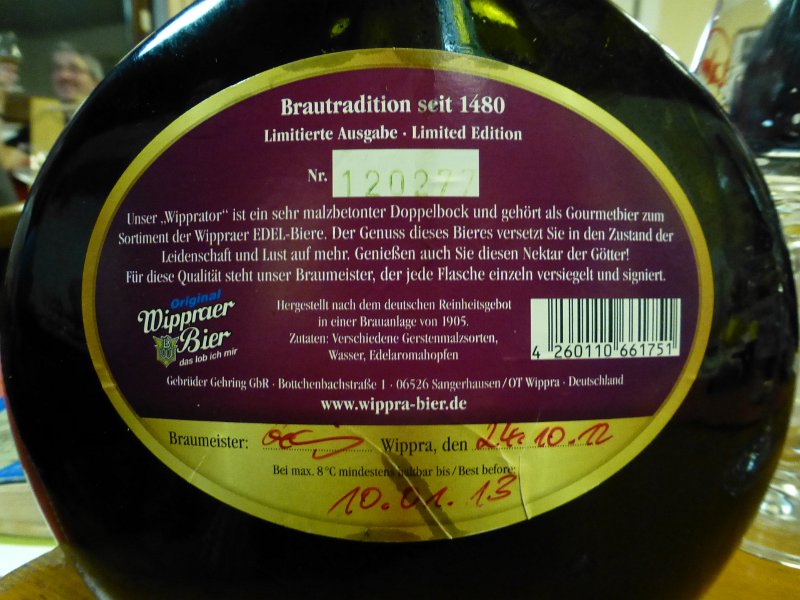 Brautradition seit 1480
Limitierte Ausgabe · Limited Edition
Nr. 120277
Unser „Wipprator" ist ein sehr malzbetonter Doppelbock und gehört als Gourmetbier zum
Sortiment der Wippraer EDEL-Biere. Der Genuss dieses Bieres versetzt Sie in den Zustand der
Leidenschaft und Lust auf mehr. Genießen auch Sie diesen Nektar der Götter!
Für diese Qualität steht unser Braumeister, der jede Flasche einzeln versiegelt und signiert.
Original
Wippraer
Bier
das lob ich mir
Hergestellt nach dem deutschen Reinheitsgebot
in einer Brauanlage von 1905.
Zutaten: Verschiedene Gerstenmalzsorten,
Wasser, Edelaromahopfen
4 260110 661751
Gebrüder Gehring GbR · Bottchenbachstraße 1 · 06526 Sangerhausen/OT Wippra · Deutschland
www.wippra-bier.de
Braumeister: Wippra, den 24.10.12
Bei max. 8 °C mindestens haltbar bis/Best before:
10.01.13